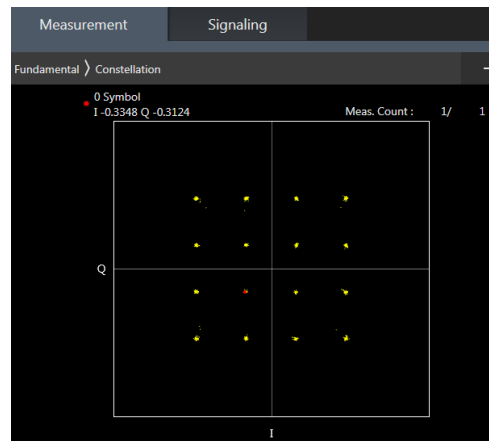 Measurement Signaling
Fundamental 〉 Constellation
0 Symbol
I -0.3348 Q -0.3124 Meas. Count : 1/ 1
Q
I